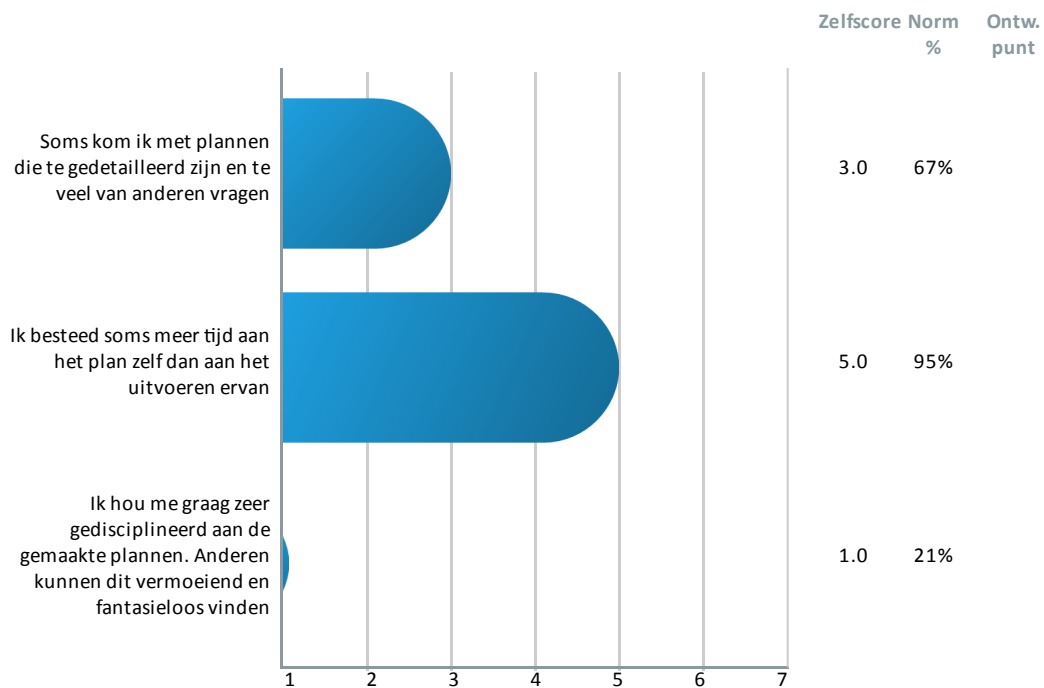 Zelfscore Norm % Ontw. punt
Soms kom ik met plannen
die te gedetailleerd zijn en te
veel van anderen vragen
3.0 67%
Ik besteed soms meer tijd aan
het plan zelf dan aan het
uitvoeren ervan
5.0 95%
Ik hou me graag zeer
gedisciplineerd aan de
gemaakte plannen. Anderen
kunnen dit vermoeiend en
fantasieloos vinden
1.0 21%
1 2 3 4 5 6 7